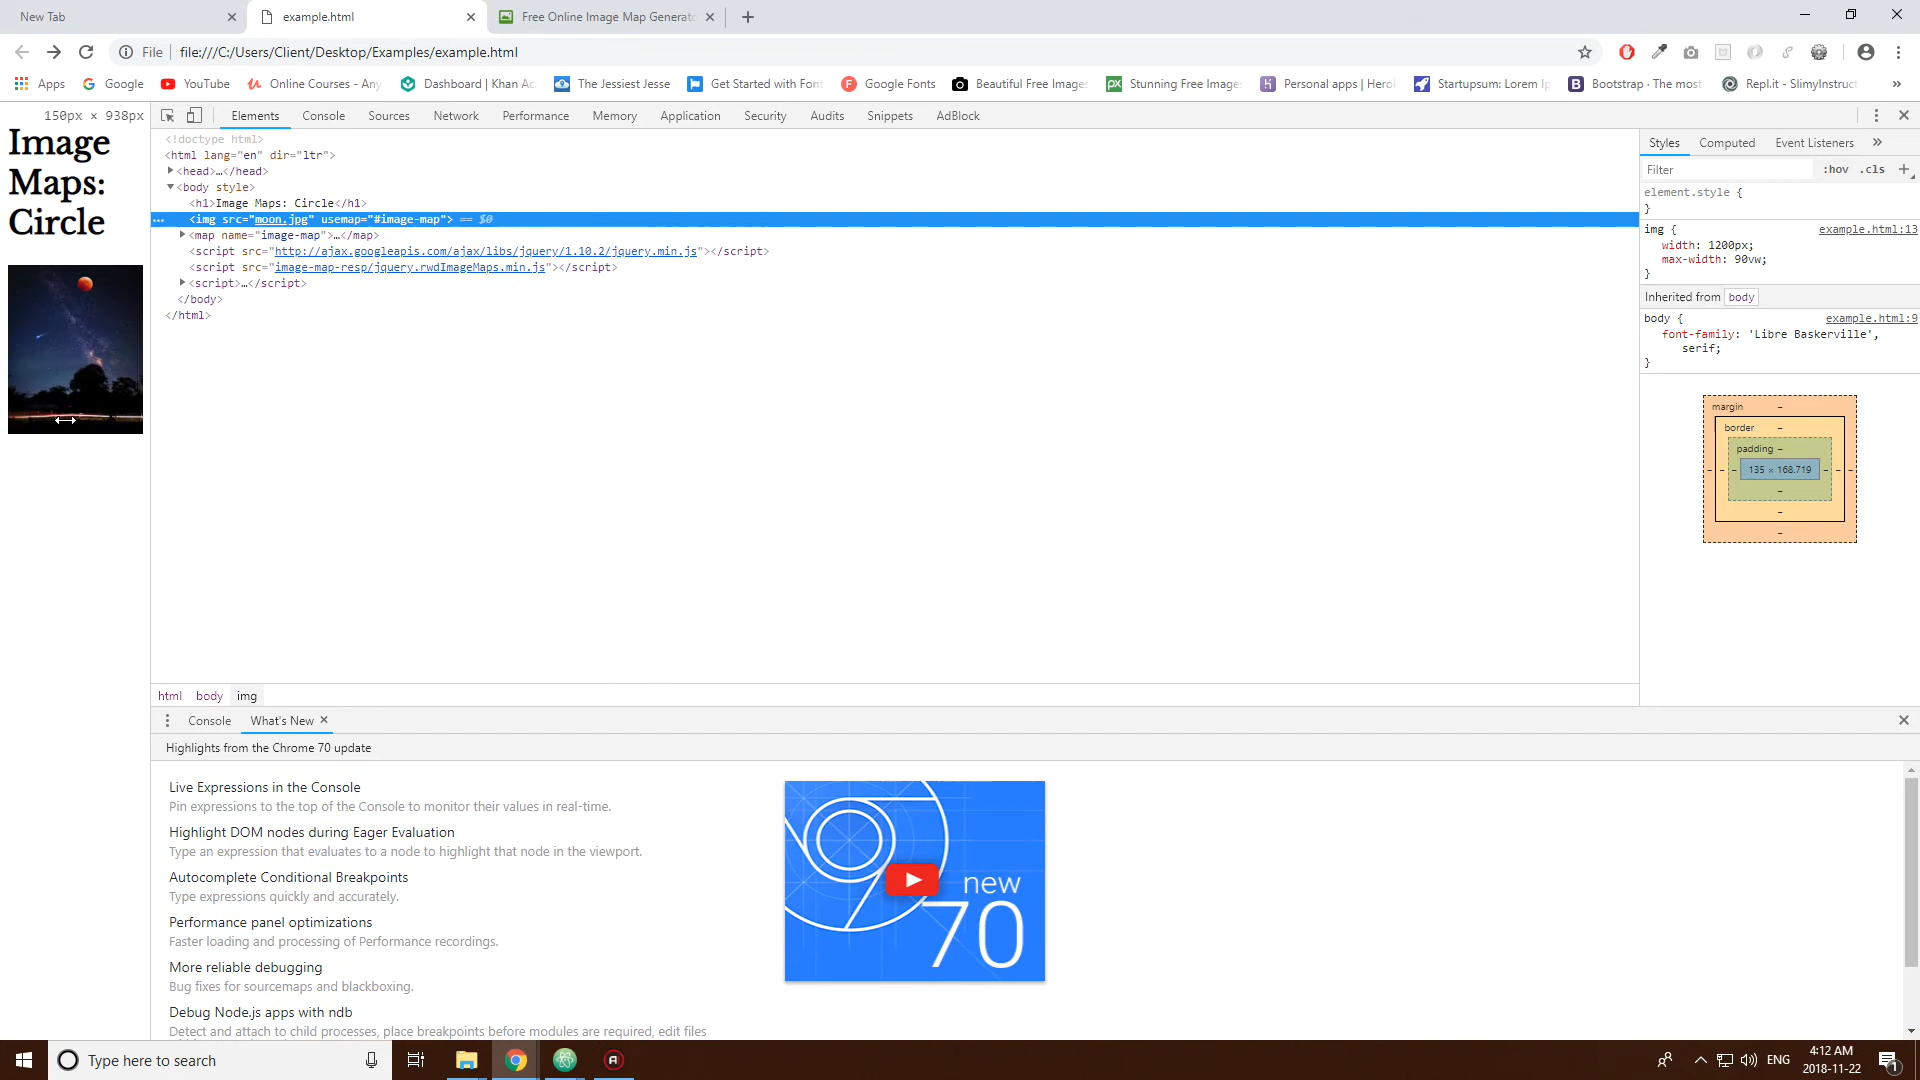 New Tab
example.html
Free Online Image Map Generato
File
file:///C:/Users/Client/Desktop/Examples/example.html
Apps
Google
YouTube
Online Courses - Any
Dashboard | Khan Ac
The Jessiest Jesse
Get Started with Font
Google Fonts
Beautiful Free Images
Stunning Free Images
Personal apps | Herol
Startupsum: Lorem Ip
Bootstrap · The most
Repl.it - SlimyInstruct
150px × 938px
Elements Console Sources Network Performance Memory Application Security Audits Snippets AdBlock
Image
Maps:
Circle
<!doctype html>
<html lang="en" dir="ltr">
<head>…</head>
<body style>
<h1>Image Maps: Circle</h1>
<img src="moon.jpg" usemap="#image-map"> == $0
<map name="image-map">…</map>
<script src="http://ajax.googleapis.com/ajax/libs/jquery/1.10.2/jquery.min.js"></script>
<script src="image-map-resp/jquery.rwdImageMaps.min.js"></script>
<script>…</script>
</body>
</html>
Styles Computed Event Listeners
Filter :hov .cls
element.style {
}
img { example.html:13
width: 1200px;
max-width: 90vw;
}
Inherited from body
body { example.html:9
font-family: 'Libre Baskerville',
serif;
}
margin –
border –
padding –
135 × 168.719
html body img
Console What's New
Highlights from the Chrome 70 update
Live Expressions in the Console
Pin expressions to the top of the Console to monitor their values in real-time.
Highlight DOM nodes during Eager Evaluation
Type an expression that evaluates to a node to highlight that node in the viewport.
Autocomplete Conditional Breakpoints
Type expressions quickly and accurately.
Performance panel optimizations
Faster loading and processing of Performance recordings.
More reliable debugging
Bug fixes for sourcemaps and blackboxing.
Debug Node.js apps with ndb
Detect and attach to child processes, place breakpoints before modules are required, edit files
new
70
Type here to search
ENG
4:12 AM
2018-11-22
1